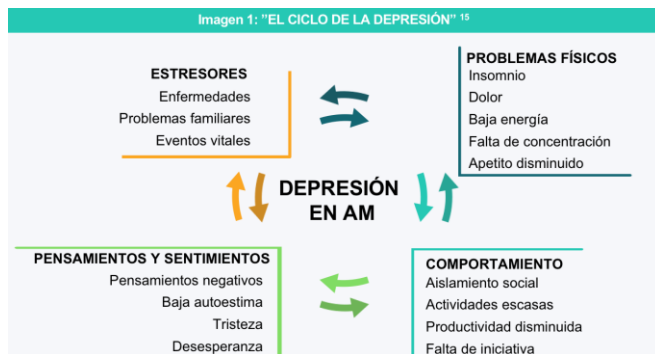 Imagen 1: ”EL CICLO DE LA DEPRESIÓN” 15
ESTRESORES
Enfermedades
Problemas familiares
Eventos vitales
PROBLEMAS FÍSICOS
Insomnio
Dolor
Baja energía
Falta de concentración
Apetito disminuido
DEPRESIÓN
EN AM
PENSAMIENTOS Y SENTIMIENTOS
Pensamientos negativos
Baja autoestima
Tristeza
Desesperanza
COMPORTAMIENTO
Aislamiento social
Actividades escasas
Productividad disminuida
Falta de iniciativa